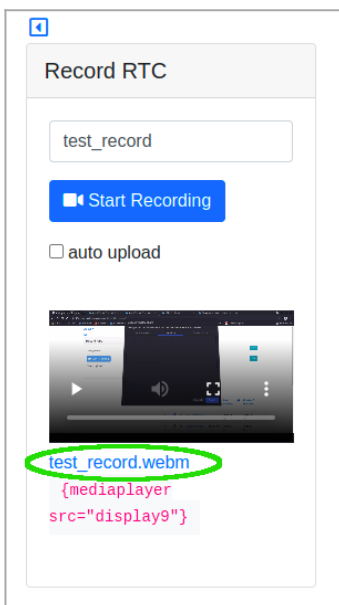 Record RTC
test_record
Start Recording
auto upload
test_record.webm
{mediaplayer
src="display9"}